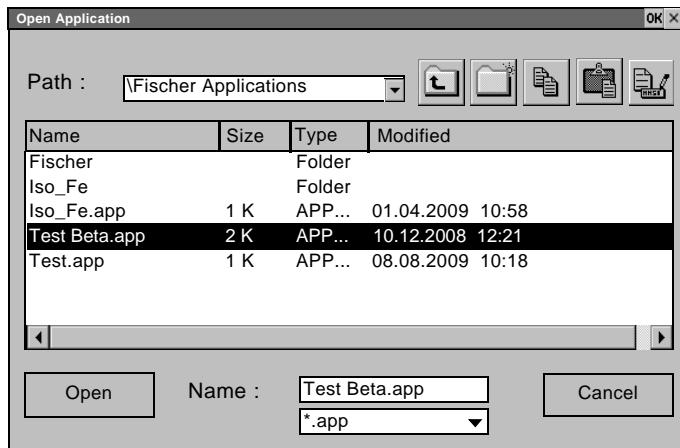 Open Application OK ×
Path : \Fischer Applications
Name Size Type Modified
Fischer Folder
Iso_Fe Folder
Iso_Fe.app 1 K APP... 01.04.2009 10:58
Test Beta.app 2 K APP... 10.12.2008 12:21
Test.app 1 K APP... 08.08.2009 10:18
Open Name : Test Beta.app Cancel
*.app